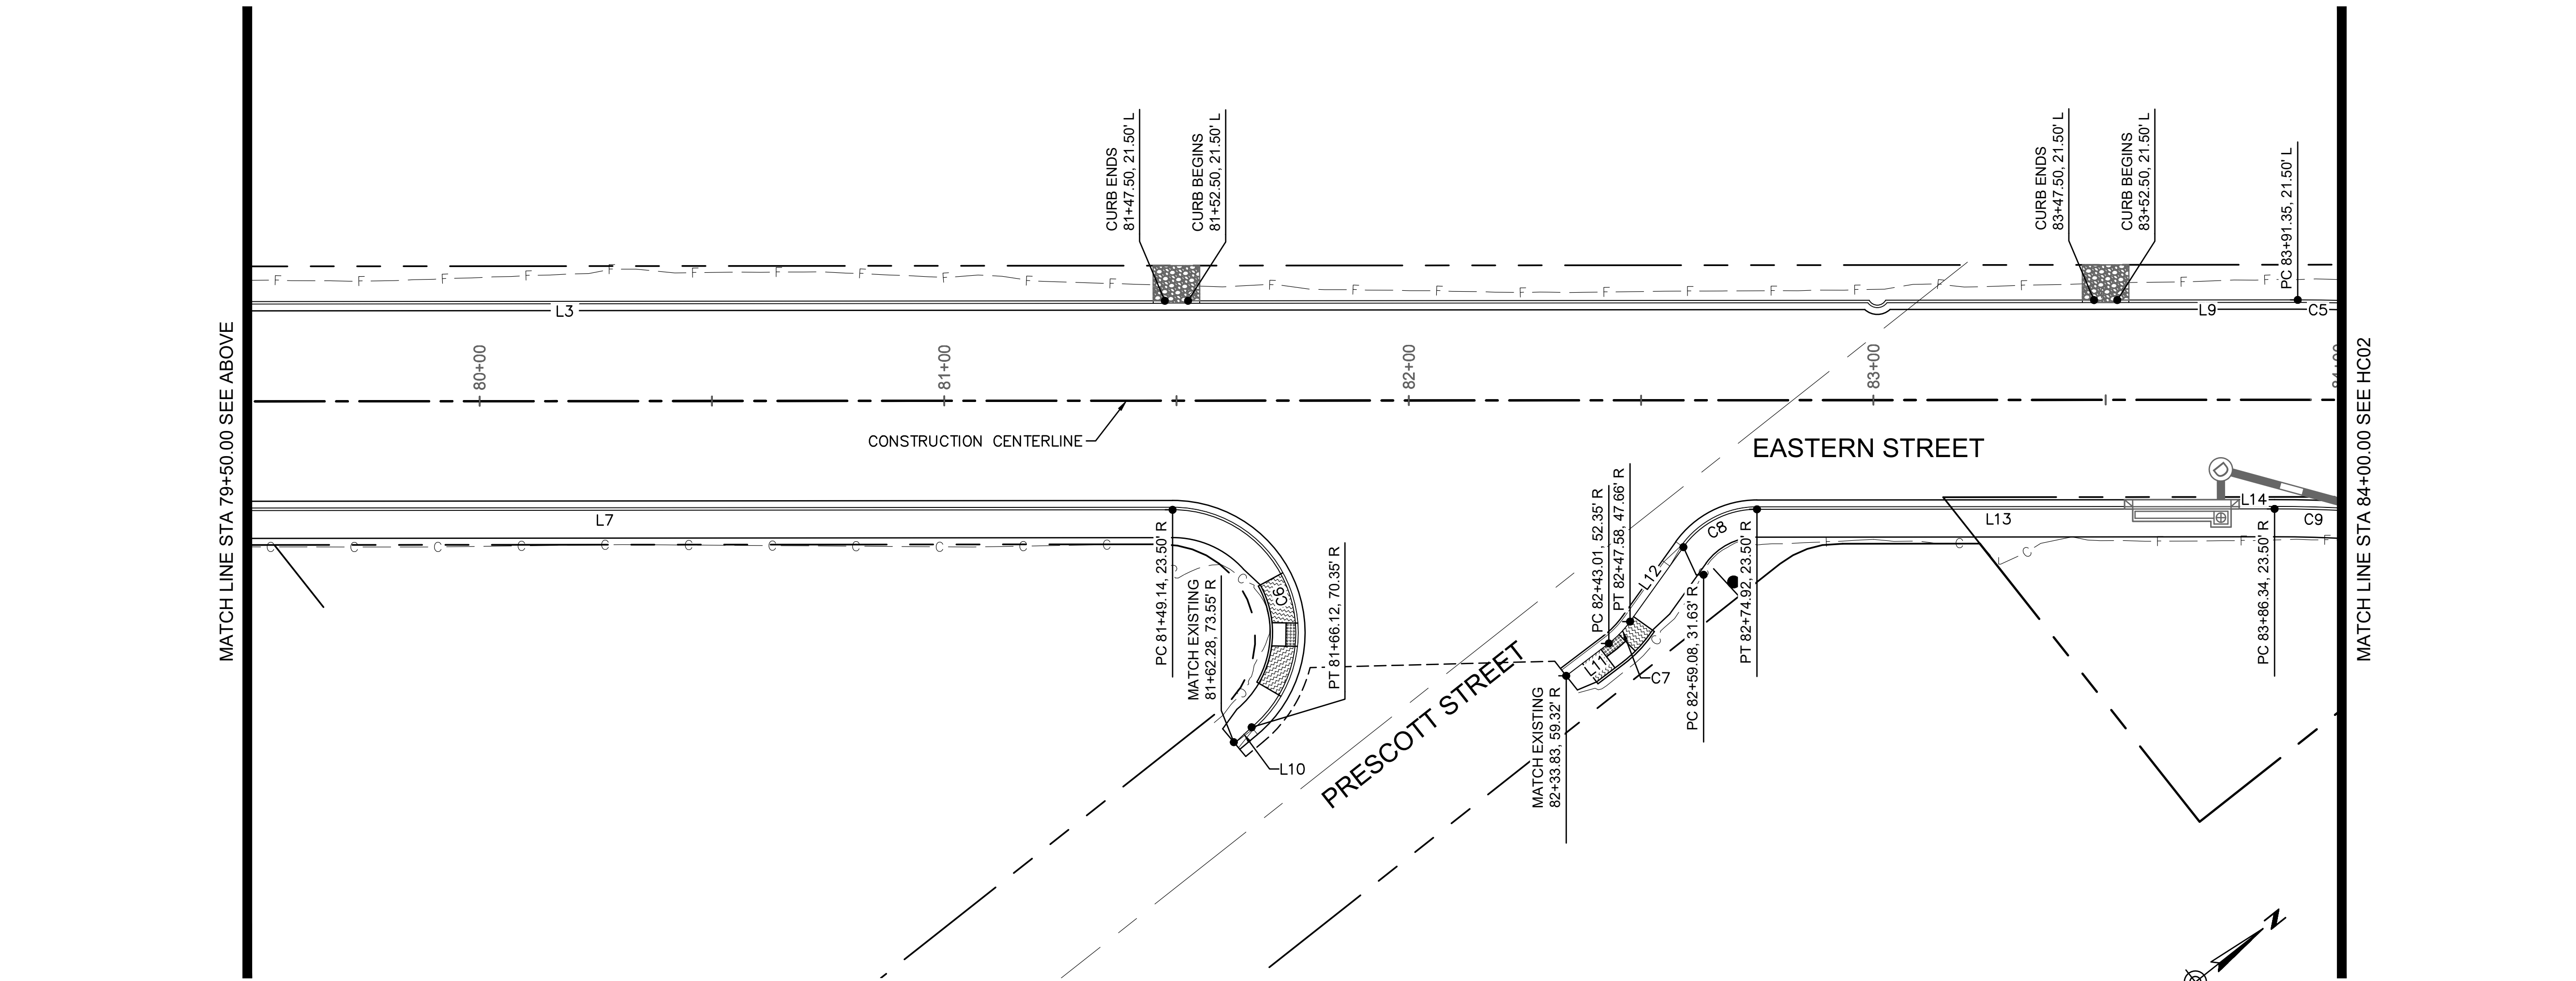 MATCH LINE STA 79+50.00 SEE ABOVE
CURB ENDS
81+47.50, 21.50' L
CURB BEGINS
81+52.50, 21.50' L
CURB ENDS
83+47.50, 21.50' L
CURB BEGINS
83+52.50, 21.50' L
PC 83+91.35, 21.50' L
F F F F F F F F F F F F F F F F F F F F F F F F F
L3
L9
C5
80+00
81+00
82+00
83+00
84+00
CONSTRUCTION CENTERLINE
EASTERN STREET
D
L7
C C C C C C C C C C C
PC 81+49.14, 23.50' R
MATCH EXISTING
81+62.28, 73.55' R
C6
PT 81+66.12, 70.35' R
L10
PRESCOTT STREET
MATCH EXISTING
82+33.83, 59.32' R
PC 82+43.01, 52.35' R
PT 82+47.58, 47.66' R
L11
C7
L12
C8
PC 82+59.08, 31.63' R
PT 82+74.92, 23.50' R
L13
L14
C9
PC 83+86.34, 23.50' R
N
MATCH LINE STA 84+00.00 SEE HC02